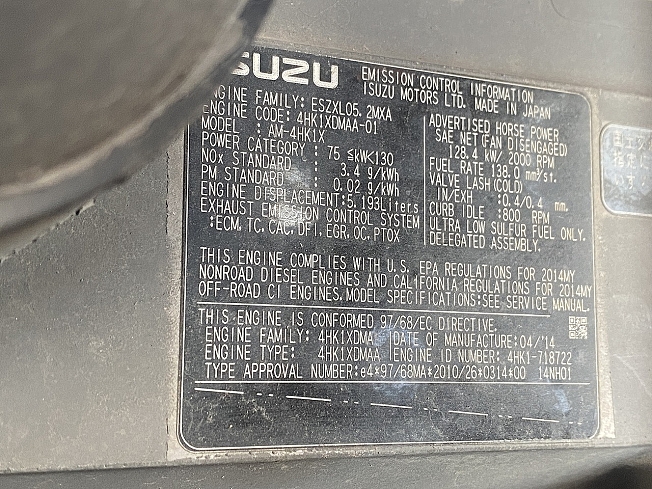 ISUZU
EMISSION CONTROL INFORMATION
ISUZU MOTORS LTD. MADE IN JAPAN
ENGINE FAMILY: ESZXL05.2MXA
ENGINE CODE: 4HK1XDMAA-01
MODEL : AM-4HK1X
POWER CATEGORY : 75 ≤kW<130
NOx STANDARD : 3.4 g/kWh
PM STANDARD : 0.02 g/kWh
ENGINE DISPLACEMENT:5.193Liters
EXHAUST EMISSION CONTROL SYSTEM
:ECM, TC, CAC, DFI, EGR, OC, PTOX
ADVERTISED HORSE POWER
SAE NET(FAN DISENGAGED)
128.4 kW/ 2000 RPM
FUEL RATE 138.0 mm³/st.
VALVE LASH(COLD)
IN/EXH :0.4/0.4 mm.
CURB IDLE :800 RPM
ULTRA LOW SULFUR FUEL ONLY.
DELEGATED ASSEMBLY.
THIS ENGINE COMPLIES WITH U.S. EPA REGULATIONS FOR 2014MY
NONROAD DIESEL ENGINES AND CALIFORNIA REGULATIONS FOR 2014MY
OFF-ROAD CI ENGINES. MODEL SPECIFICATIONS:SEE SERVICE MANUAL.
THIS ENGINE IS CONFORMED 97/68/EC DIRECTIVE.
ENGINE FAMILY: 4HK1XDMA DATE OF MANUFACTURE:04/'14
ENGINE TYPE: 4HK1XDMAA ENGINE ID NUMBER: 4HK1-718722
TYPE APPROVAL NUMBER:e4*97/68MA*2010/26*0314*00 14NH01